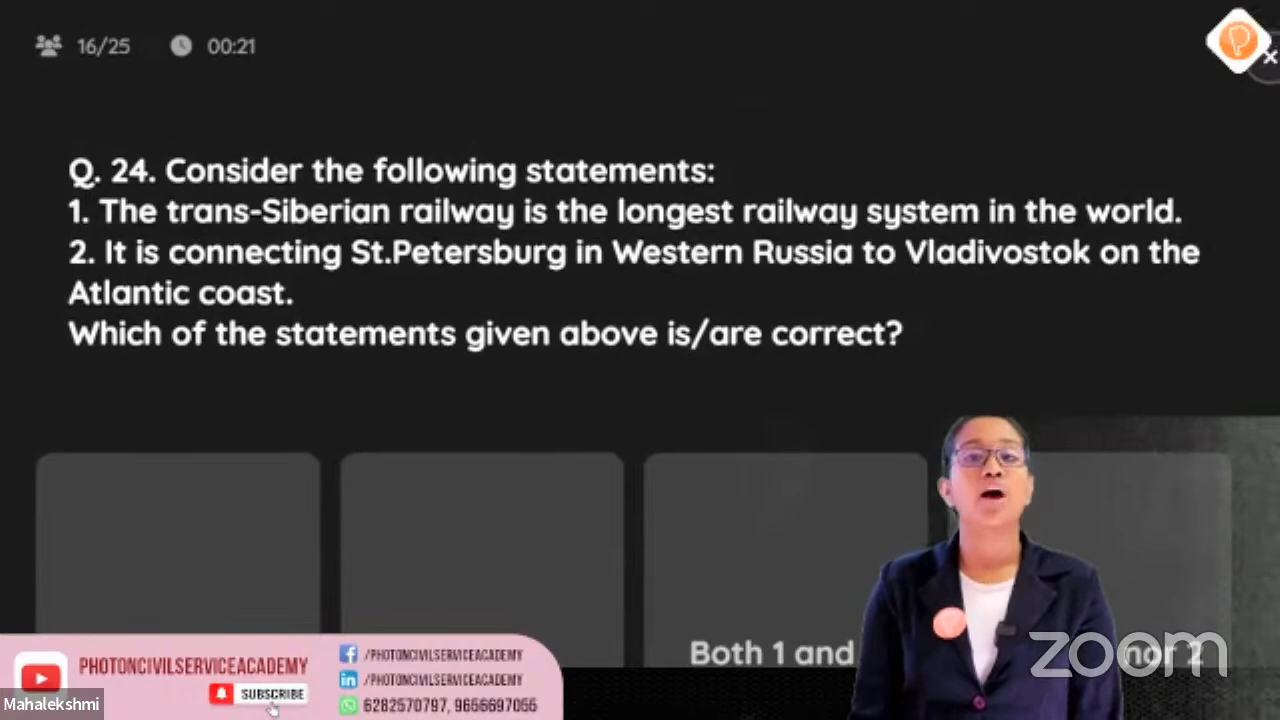 16/25 00:21
Q. 24. Consider the following statements:
1. The trans-Siberian railway is the longest railway system in the world.
2. It is connecting St.Petersburg in Western Russia to Vladivostok on the
Atlantic coast.
Which of the statements given above is/are correct?
Both 1 and
nor 2
zoom
PHOTONCIVILSERVICEACADEMY
SUBSCRIBE
/PHOTONCIVILSERVICEACADEMY
/PHOTONCIVILSERVICEACADEMY
6282570797, 9656697055
Mahalekshmi